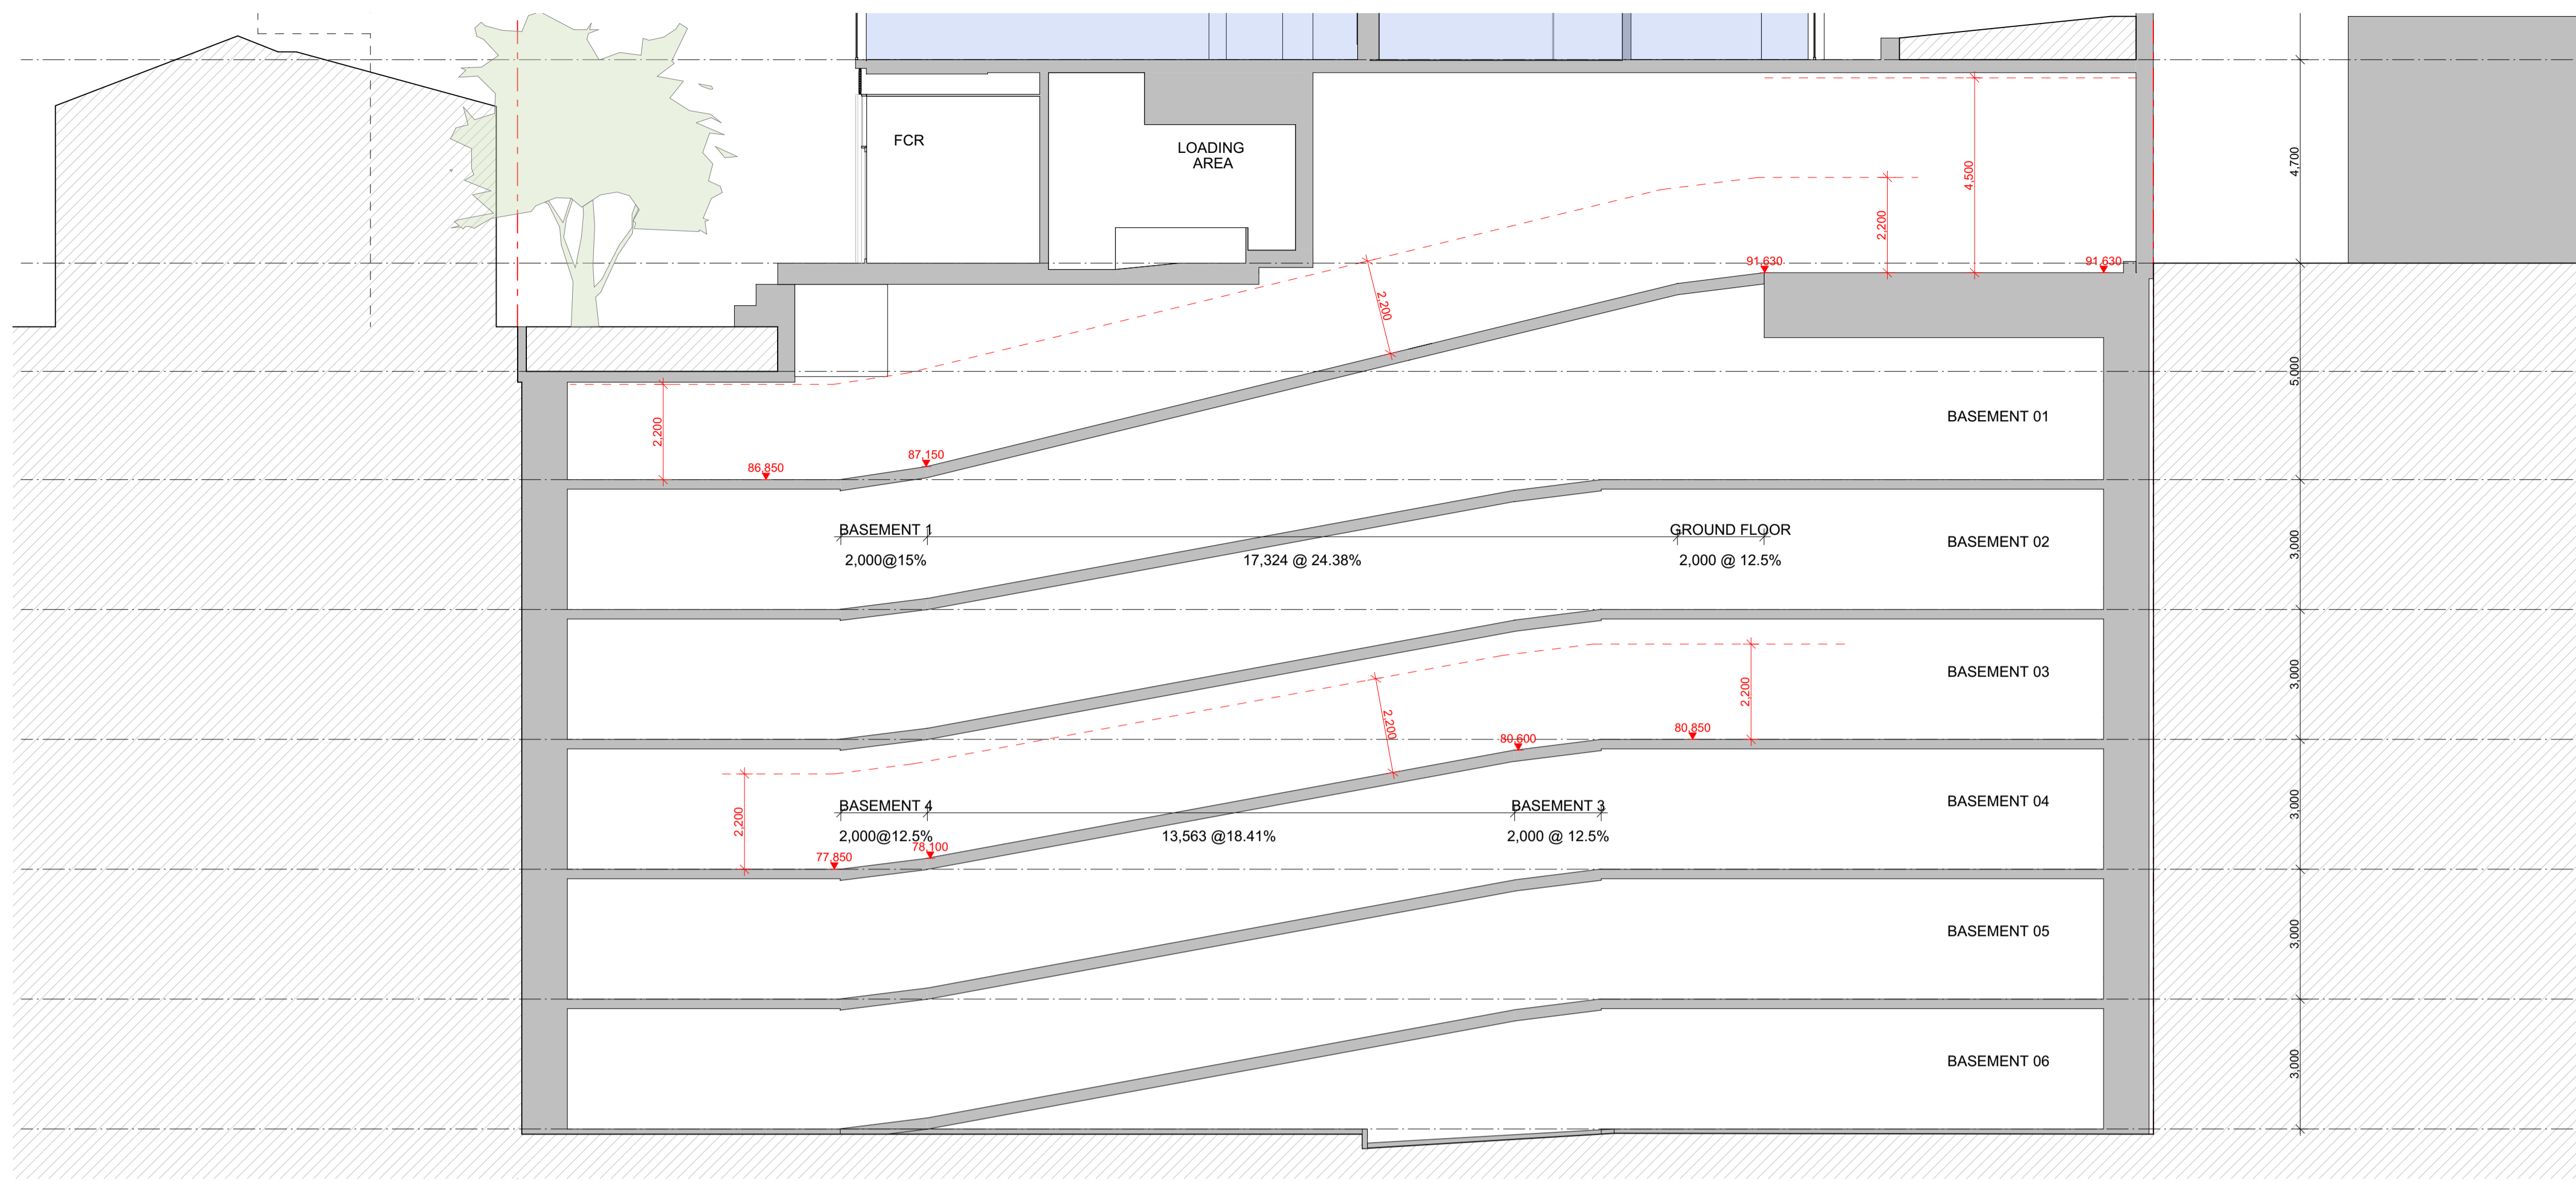 FCR
LOADING
AREA
4,700
4,500
2,200
91,630
91,630
2,200
5,000
BASEMENT 01
2,200
87,150
86,850
BASEMENT 1
GROUND FLOOR
BASEMENT 02
3,000
2,000@15%
17,324 @ 24.38%
2,000 @ 12.5%
BASEMENT 03
3,000
2,200
2,200
80,850
80,600
BASEMENT 4
BASEMENT 3
BASEMENT 04
3,000
2,200
2,000@12.5%
13,563 @18.41%
2,000 @ 12.5%
78,100
77,850
BASEMENT 05
3,000
BASEMENT 06
3,000